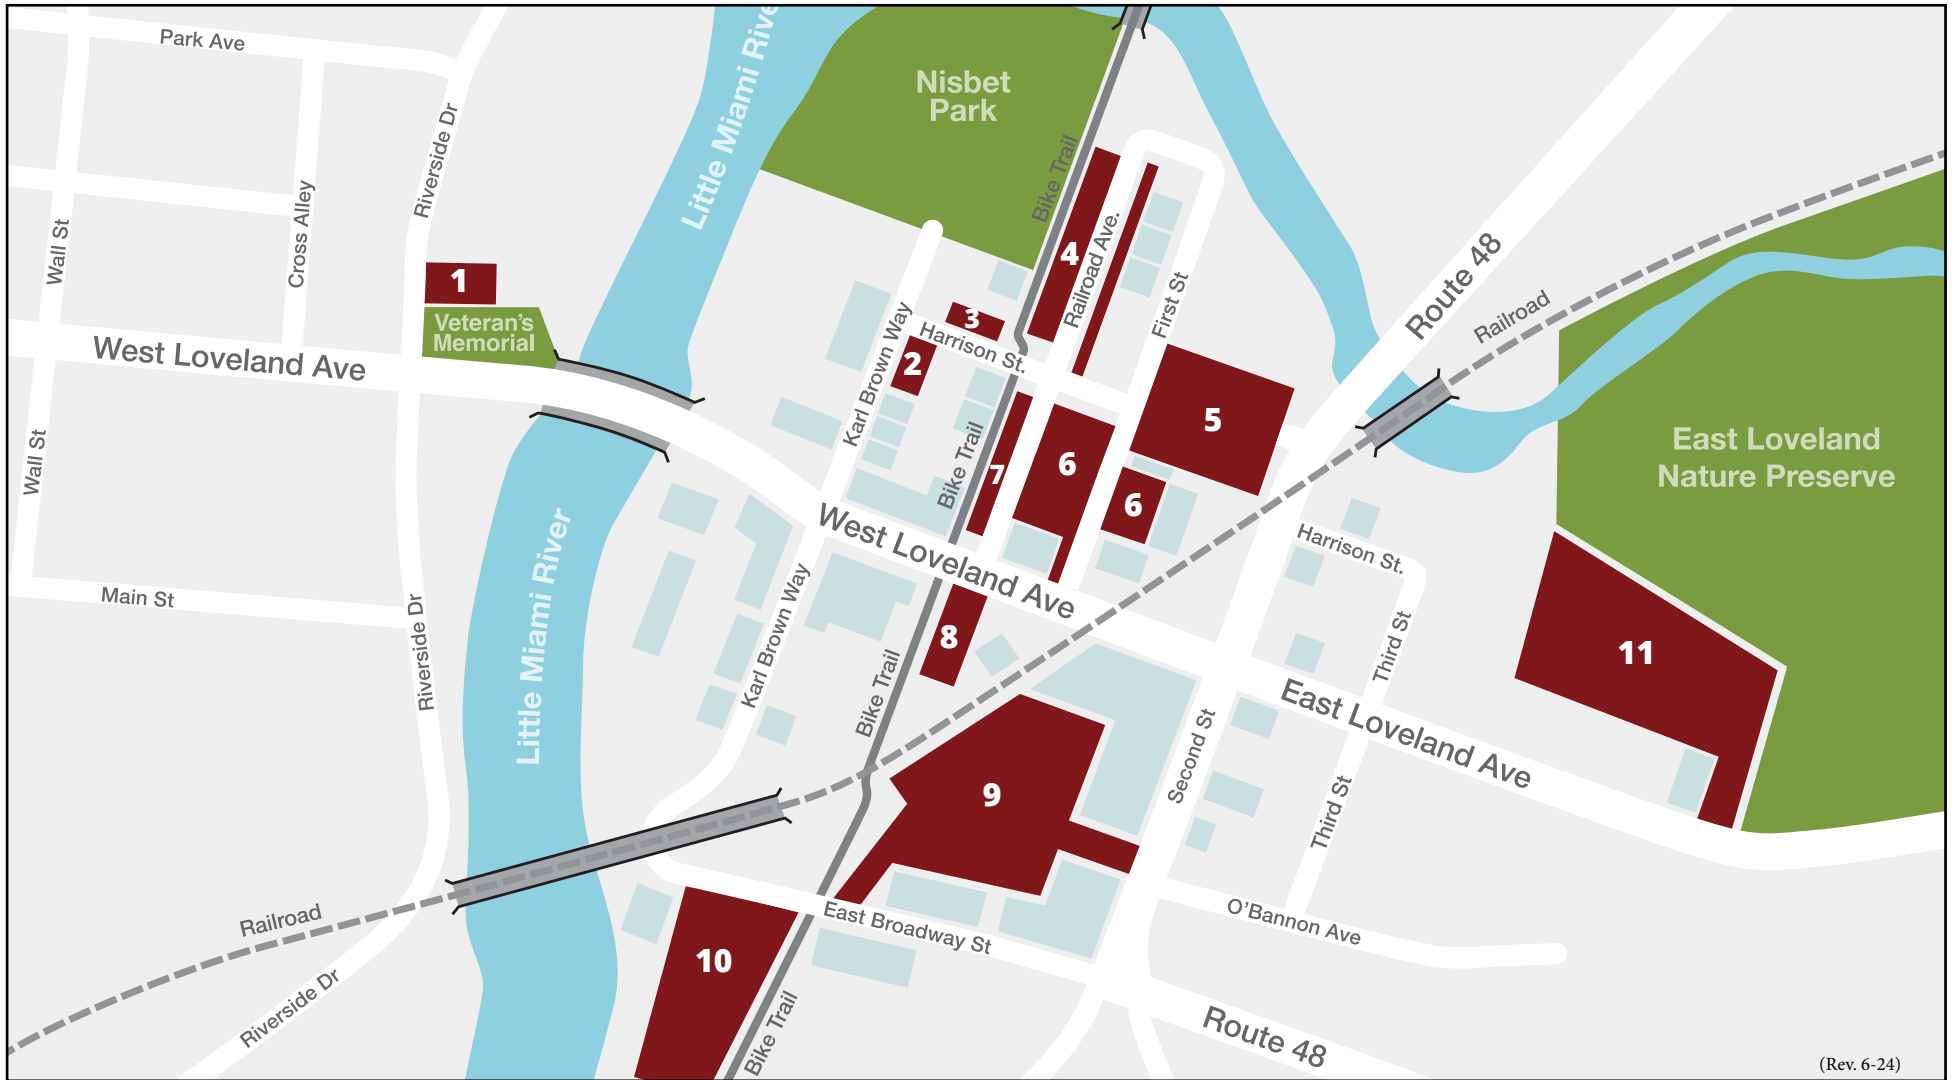 Park Ave
Little Miami River
Nisbet
Park
Riverside Dr
Bike Trail
Wall St
Cross Alley
1
4
Railroad Ave.
First St
Route 48
Railroad
Veteran's
Memorial
3
Harrison St.
2
Karl Brown Way
West Loveland Ave
5
East Loveland
Nature Preserve
Wall St
Bike Trail
7
6
6
West Loveland Ave
Harrison St.
Main St
Riverside Dr
Little Miami River
Karl Brown Way
8
Bike Trail
Third St
11
East Loveland Ave
Second St
9
Third St
Railroad
East Broadway St
O'Bannon Ave
10
Riverside Dr
Bike Trail
Route 48
(Rev. 6-24)